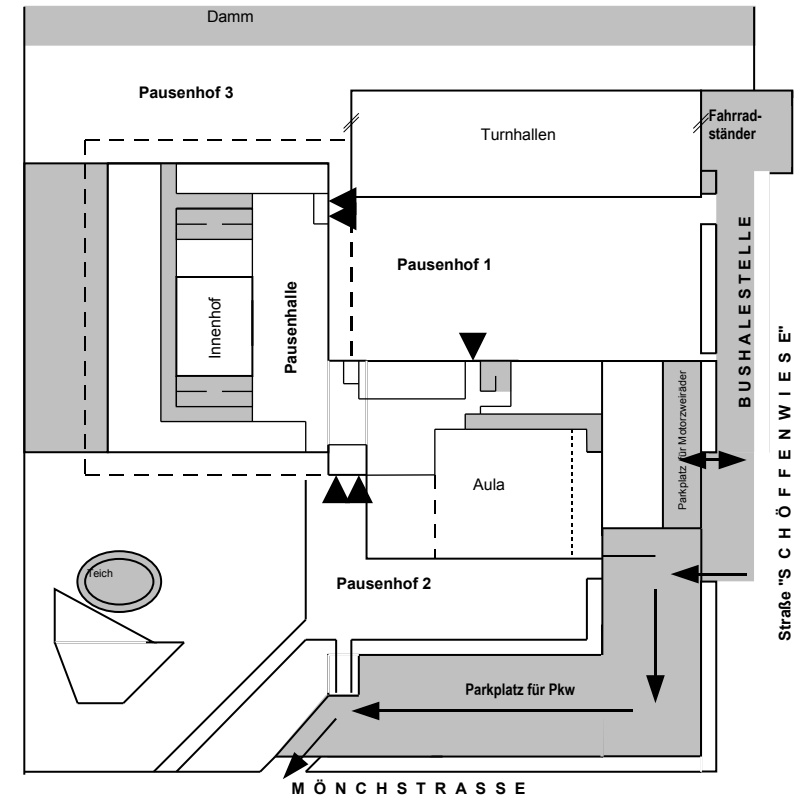 Damm
Pausenhof 3
Turnhallen
Fahrrad-
ständer
Pausenhof 1
Innenhof
Pausenhalle
BUSHALESTELLE
Straße "SCHÖFFENWIESE"
Parkplatz für Motorzweiräder
Aula
Teich
Pausenhof 2
Parkplatz für Pkw
MÖNCHSTRASSE